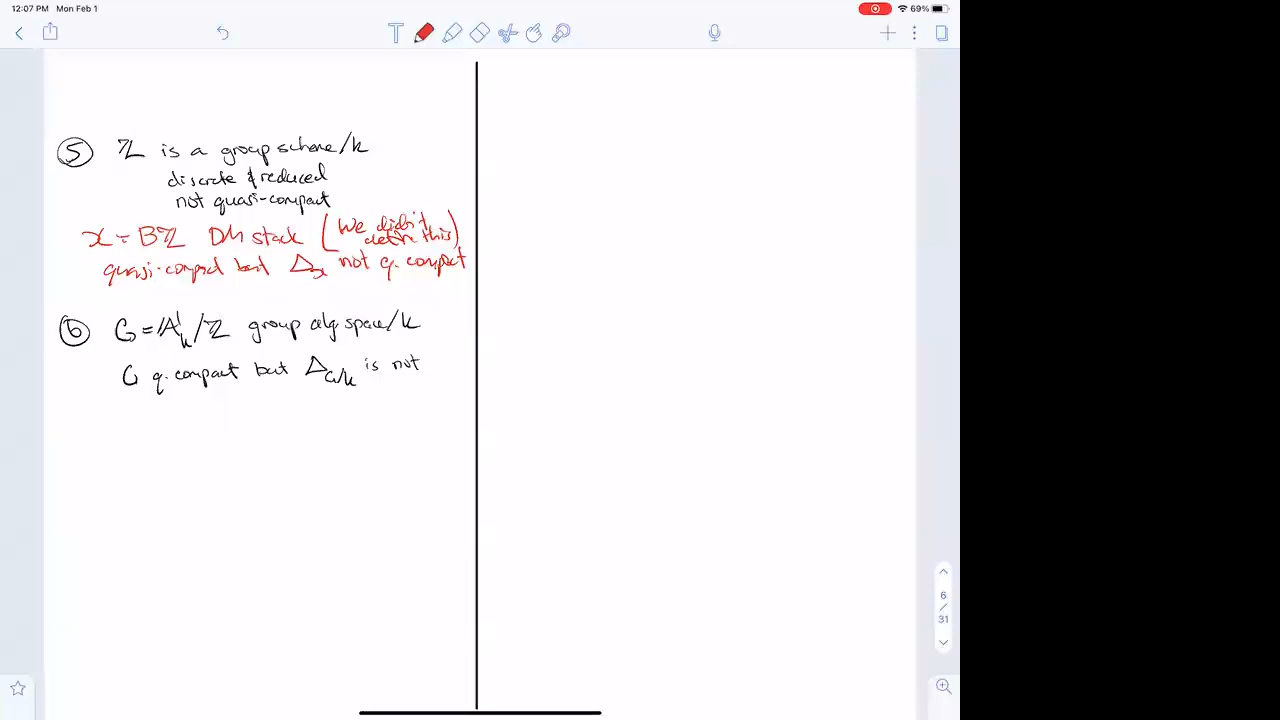 12:07 PM Mon Feb 1
69%
⑤ ℤ is a group scheme/k
discrete & reduced
not quasi-compact
𝒳 = Bℤ DM stack (We didn't define this)
quasi-compact but Δ_𝒳 not q. compact
⑥ G = 𝔸¹_k/ℤ group alg space/k
G q. compact but Δ_{G/k} is not
6
/
31